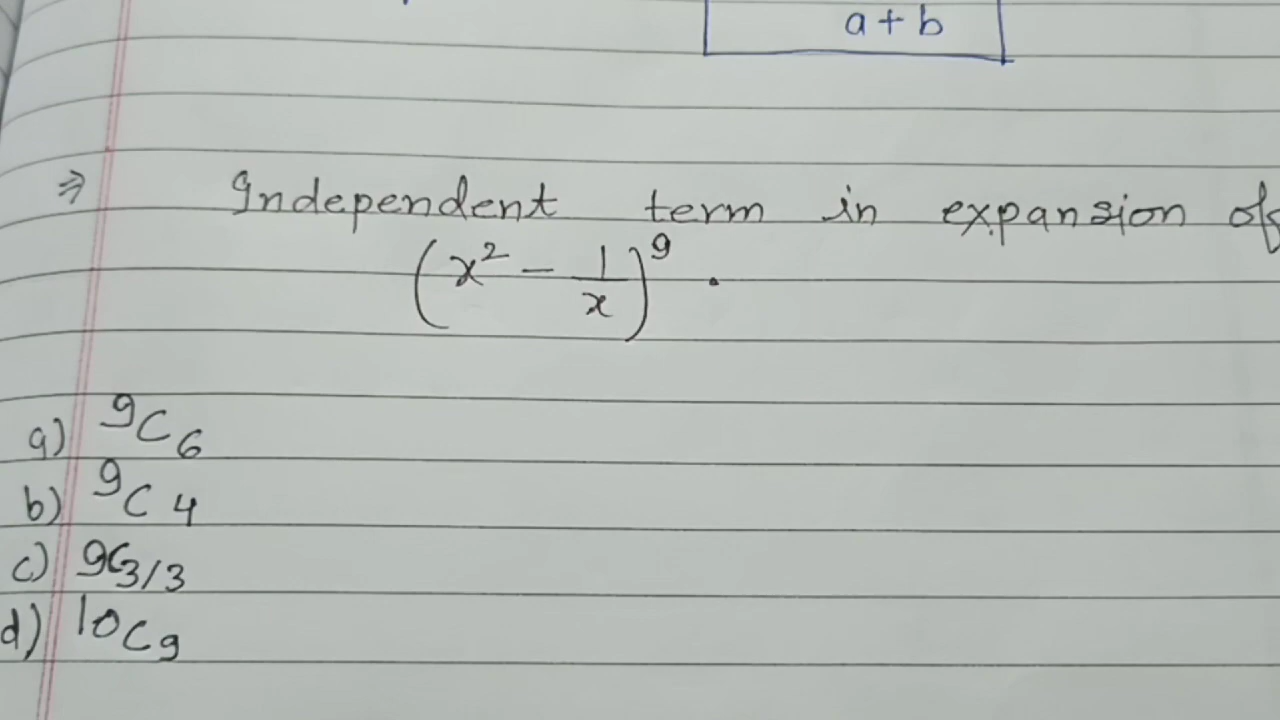 a + b
⇒ Independent term in expansion of
(x² - 1/x)⁹ .
a) ⁹C₆
b) ⁹C₄
c) 9C₃/₃
d) ¹⁰C₉